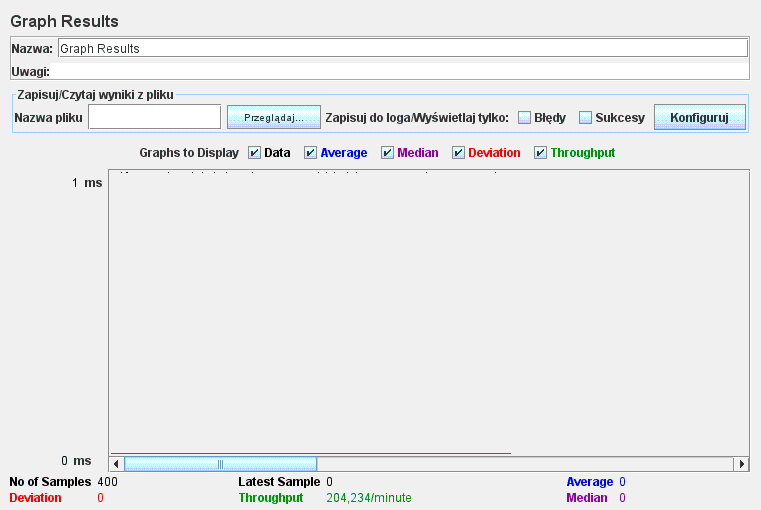 Graph Results
Nazwa: Graph Results
Uwagi:
Zapisuj/Czytaj wyniki z pliku
Nazwa pliku Przeglądaj... Zapisuj do loga/Wyświetlaj tylko: Błędy Sukcesy Konfiguruj
Graphs to Display Data Average Median Deviation Throughput
1 ms
0 ms
No of Samples 400 Latest Sample 0 Average 0
Deviation 0 Throughput 204,234/minute Median 0